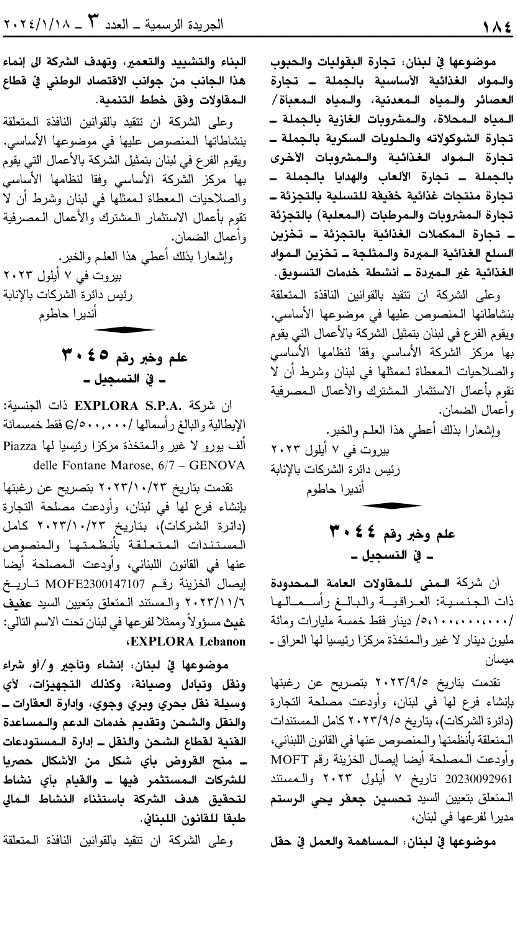 ١٨٤
الجريدة الرسمية ــ العدد ٣ ــ ٢٠٢٤/١/١٨
موضوعها في لبنان: تجارة البقوليات والحبوب
والمواد الغذائية الأساسية بالجملة ــ تجارة
العصائر والمياه المعدنية، والمياه المعبأة/
المياه المحلاة، والمشروبات الغازية بالجملة ــ
تجارة الشوكولاته والحلويات السكرية بالجملة ــ
تجارة المواد الغذائية والمشروبات الأخرى
بالجملة ــ تجارة الألعاب والهدايا بالجملة ــ
تجارة منتجات غذائية خفيفة للتسلية بالتجزئة ــ
تجارة المشروبات والمرطبات (المعلبة) بالتجزئة
ــ تجارة المكملات الغذائية بالتجزئة ــ تخزين
السلع الغذائية المبردة والمثلجة ــ تخزين المواد
الغذائية غير المبردة ــ أنشطة خدمات التسويق.
وعلى الشركة ان تتقيد بالقوانين النافذة المتعلقة
بنشاطاتها المنصوص عليها في موضوعها الأساسي.
ويقوم الفرع في لبنان بتمثيل الشركة بالأعمال التي يقوم
بها مركز الشركة الأساسي وفقا لنظامها الأساسي
والصلاحيات المعطاة لممثلها في لبنان وشرط أن لا
تقوم بأعمال الاستثمار المشترك والأعمال المصرفية
وأعمال الضمان.
وإشعارا بذلك أعطي هذا العلم والخبر.
بيروت في ٧ أيلول ٢٠٢٣
رئيس دائرة الشركات بالإنابة
أنديرا حاطوم
علم وخبر رقم ٣٠٤٤
ــ في التسجيل ــ
ان شركة المنى للمقاولات العامة المحدودة
ذات الجنسية: العراقية والبالغ رأسمالها
/٥،١٠٠،٠٠٠،٠٠٠/ دينار فقط خمسة مليارات ومائة
مليون دينار لا غير والمتخذة مركزا رئيسيا لها العراق ـ
ميسان
تقدمت بتاريخ ٢٠٢٣/٩/٥ بتصريح عن رغبتها
بإنشاء فرع لها في لبنان، وأودعت مصلحة التجارة
(دائرة الشركات)، بتاريخ ٢٠٢٣/٩/٥ كامل المستندات
المتعلقة بأنظمتها والمنصوص عنها في القانون اللبناني،
وأودعت المصلحة أيضا إيصال الخزينة رقم MOFT
20230092961 تاريخ ٧ أيلول ٢٠٢٣ والمستند
المتعلق بتعيين السيد تحسين جعفر يحي الرستم
مديرا لفرعها في لبنان،
موضوعها في لبنان: المساهمة والعمل في حقل
البناء والتشييد والتعمير، وتهدف الشركة الى إنماء
هذا الجانب من جوانب الاقتصاد الوطني في قطاع
المقاولات وفق خطط التنمية.
وعلى الشركة ان تتقيد بالقوانين النافذة المتعلقة
بنشاطاتها المنصوص عليها في موضوعها الأساسي.
ويقوم الفرع في لبنان بتمثيل الشركة بالأعمال التي يقوم
بها مركز الشركة الأساسي وفقا لنظامها الأساسي
والصلاحيات المعطاة لممثلها في لبنان وشرط أن لا
تقوم بأعمال الاستثمار المشترك والأعمال المصرفية
وأعمال الضمان.
وإشعارا بذلك أعطي هذا العلم والخبر.
بيروت في ٧ أيلول ٢٠٢٣
رئيس دائرة الشركات بالإنابة
أنديرا حاطوم
علم وخبر رقم ٣٠٤٥
ــ في التسجيل ــ
ان شركة EXPLORA S.P.A. ذات الجنسية:
الإيطالية والبالغ رأسمالها /٥٠٠,٠٠٠/€ فقط خمسمائة
ألف يورو لا غير والمتخذة مركزا رئيسيا لها Piazza
delle Fontane Marose, 6/7 – GENOVA
تقدمت بتاريخ ٢٠٢٣/١٠/٢٣ بتصريح عن رغبتها
بإنشاء فرع لها في لبنان، وأودعت مصلحة التجارة
(دائرة الشركات)، بتاريخ ٢٠٢٣/١٠/٢٣ كامل
المستندات المتعلقة بأنظمتها والمنصوص
عنها في القانون اللبناني، وأودعت المصلحة أيضا
إيصال الخزينة رقم MOFE2300147107 تاريخ
٢٠٢٣/١١/٦ والمستند المتعلق بتعيين السيد عفيف
غيث مسؤولاً وممثلا لفرعها في لبنان تحت الاسم التالي:
EXPLORA Lebanon،
موضوعها في لبنان: إنشاء وتأجير و/أو شراء
ونقل وتبادل وصيانة، وكذلك التجهيزات، لأي
وسيلة نقل بحري وبري وجوي، وإدارة العقارات ــ
والنقل والشحن وتقديم خدمات الدعم والمساعدة
الفنية لقطاع الشحن والنقل ــ إدارة المستودعات
ــ منح القروض بأي شكل من الأشكال حصريا
للشركات المستثمر فيها ــ والقيام بأي نشاط
لتحقيق هدف الشركة باستثناء النشاط المالي
طبقا للقانون اللبناني.
وعلى الشركة ان تتقيد بالقوانين النافذة المتعلقة